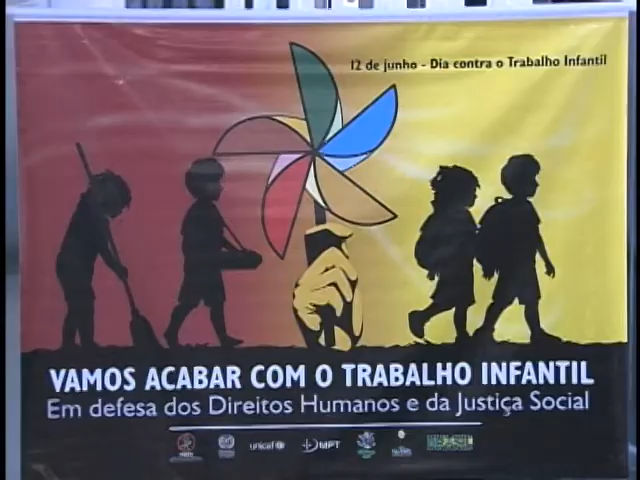 12 de junho - Dia contra o Trabalho Infantil
VAMOS ACABAR COM O TRABALHO INFANTIL
Em defesa dos Direitos Humanos e da Justiça Social
unicef MPT